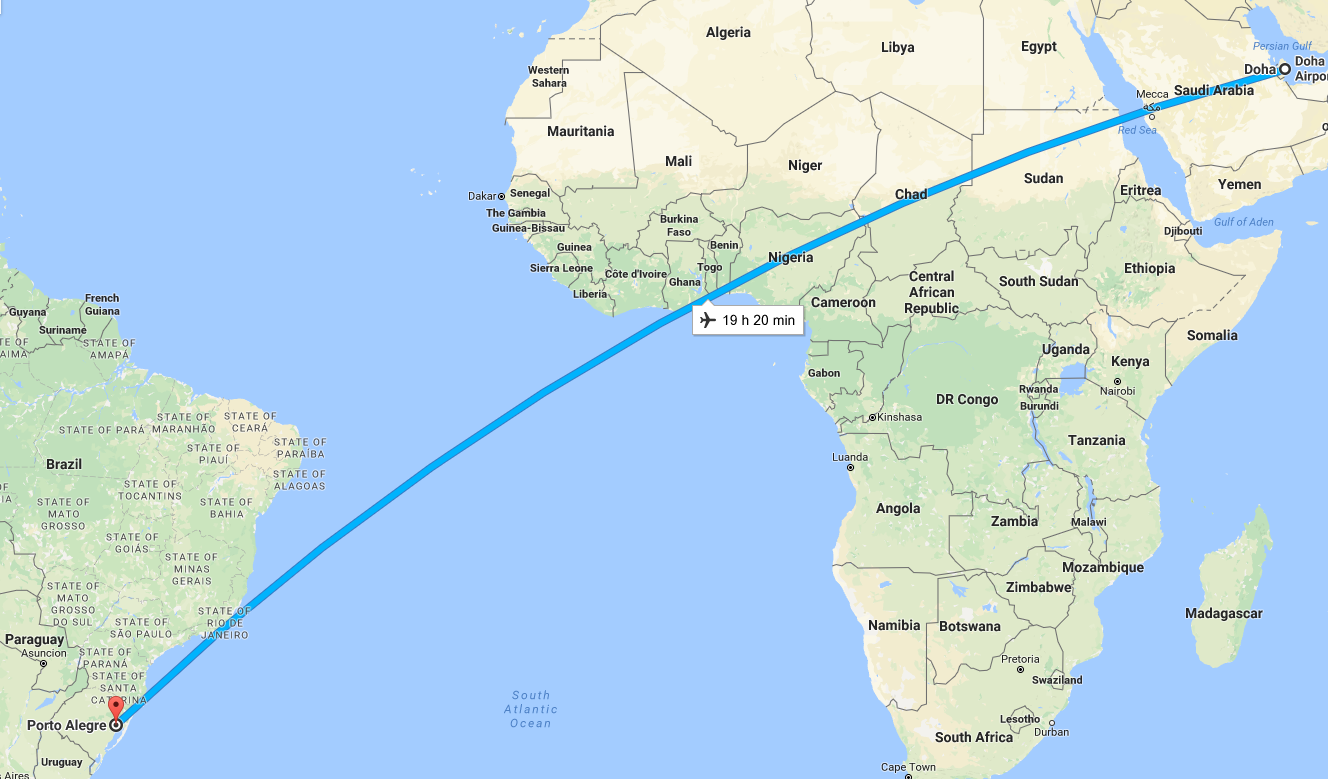 Algeria
Libya
Egypt
Persian Gulf
Doha
Doha
Airpor
Western
Sahara
Mecca
مكة
Saudi Arabia
Mauritania
Red Sea
Mali
Niger
Chad
Sudan
Eritrea
Yemen
Dakar
Senegal
The Gambia
Guinea-Bissau
Burkina
Faso
Gulf of Aden
Djibouti
Guinea
Benin
Nigeria
Sierra Leone
Côte d'Ivoire
Togo
Ghana
Ethiopia
Central
African
Republic
South Sudan
Liberia
Cameroon
French
Guiana
Guyana
Suriname
19 h 20 min
Somalia
TE OF
AIMA
STATE OF
AMAPÁ
Uganda
Kenya
Gabon
Nairobi
Rwanda
Burundi
DR Congo
Kinshasa
STATE OF PARÁ
STATE OF
MARANHÃO
STATE OF
CEARÁ
STATE OF
PARAÍBA
STATE OF
PIAUÍ
Tanzania
Brazil
Luanda
STATE OF
ALAGOAS
STATE OF
TOCANTINS
STATE OF
MATO
GROSSO
STATE OF
BAHIA
Angola
Zambia
Malawi
STATE OF
GOIÁS
STATE OF
MINAS
GERAIS
Mozambique
Zimbabwe
STATE OF
MATO
GROSSO
DO SUL
STATE OF
RIO DE
JANEIRO
Madagascar
STATE OF
SÃO PAULO
Namibia
Botswana
Paraguay
Asuncion
STATE OF
PARANÁ
Pretoria
Swaziland
STATE OF
SANTA
CATARINA
South
Atlantic
Ocean
Porto Alegre
Lesotho
Durban
South Africa
Uruguay
Cape Town
s Aires